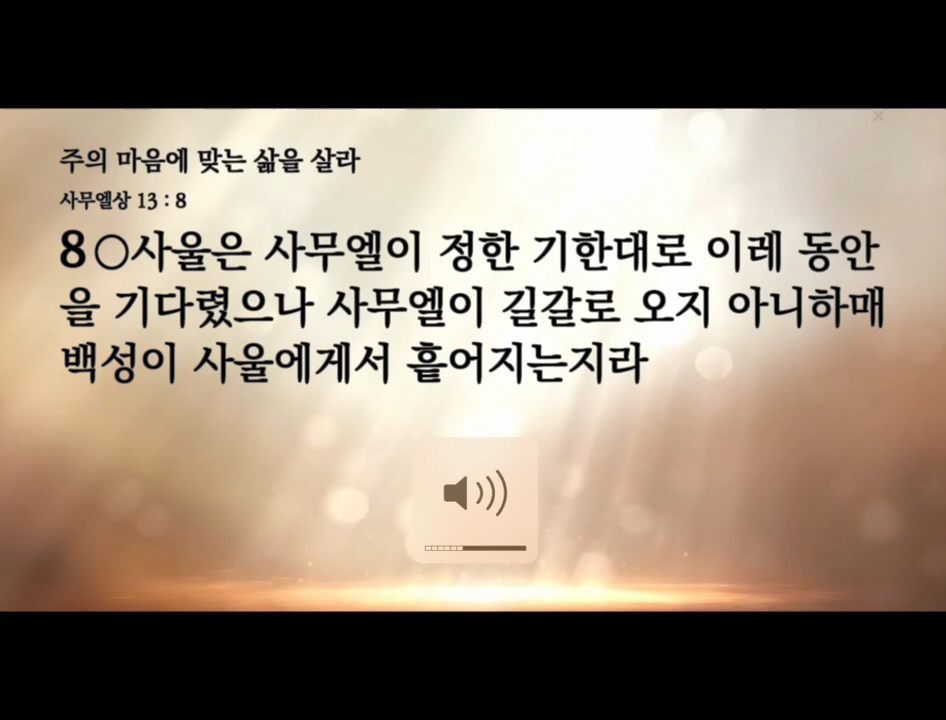 주의 마음에 맞는 삶을 살라
사무엘상 13 : 8
8○사울은 사무엘이 정한 기한대로 이레 동안
을 기다렸으나 사무엘이 길갈로 오지 아니하매
백성이 사울에게서 흩어지는지라